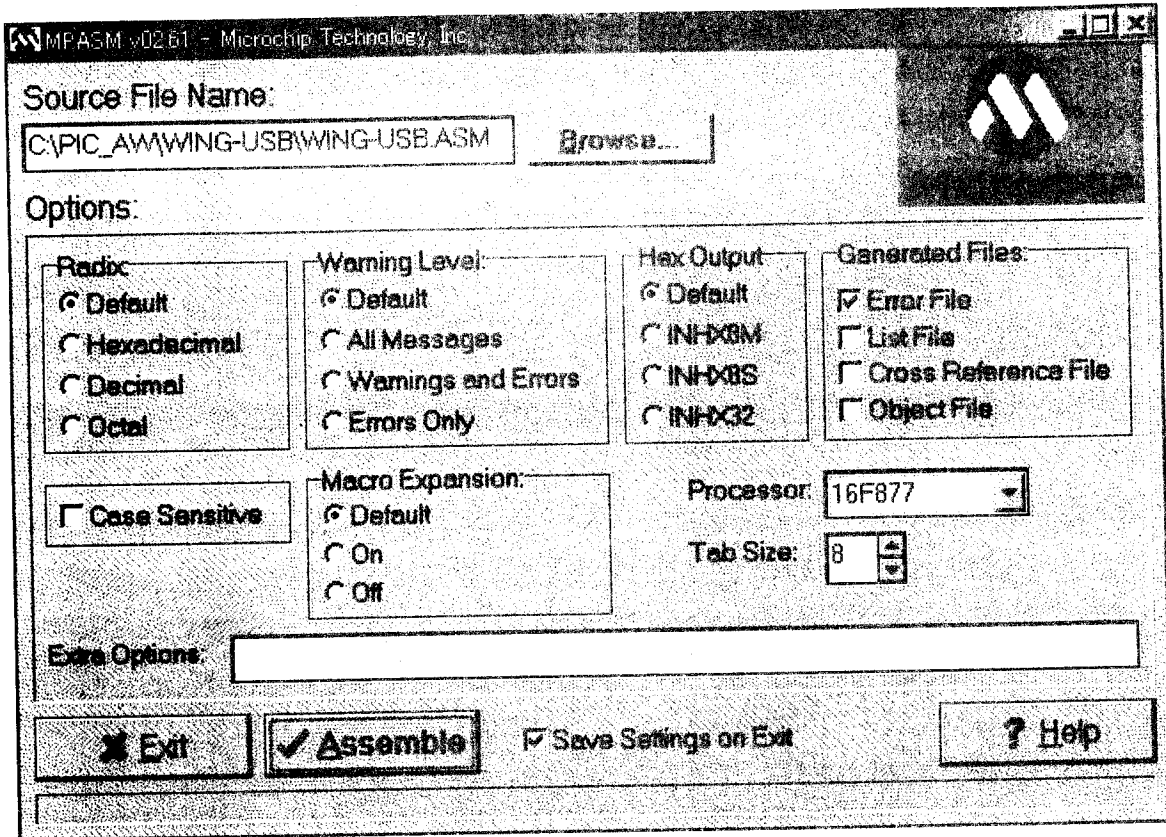 MPASM v02.61 - Microchip Technology, Inc.
Source File Name:
C:\PIC_AW\WING-USB\WING-USB.ASM
Browse...
Options:
Radix:
Default
Hexadecimal
Decimal
Octal
Warning Level:
Default
All Messages
Warnings and Errors
Errors Only
Hex Output
Default
INHX8M
INHX8S
INHX32
Generated Files:
Error File
List File
Cross Reference File
Object File
Case Sensitive
Macro Expansion:
Default
On
Off
Processor: 16F877
Tab Size: 8
Extra Options:
Exit
Assemble
Save Settings on Exit
? Help